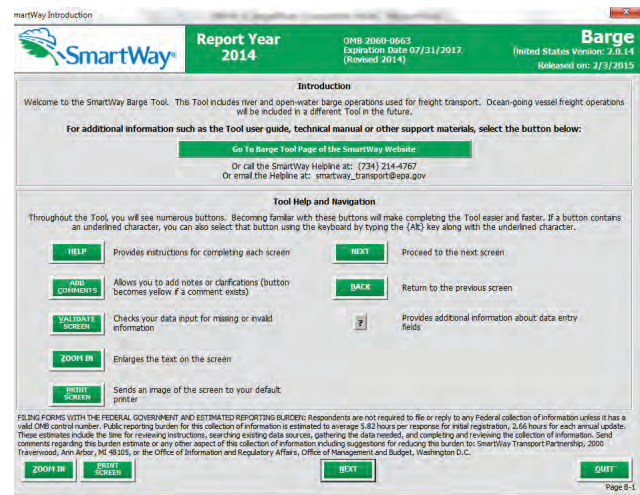 martWay Introduction
SmartWay
Report Year
2014
OMB 2060-0663
Expiration Date 07/31/2017
(Revised 2014)
Barge
(United States Version: 2.0.14
Released on: 2/3/2015
Introduction
Welcome to the SmartWay Barge Tool. This Tool includes river and open-water barge operations used for freight transport. Ocean-going vessel freight operations
will be included in a different Tool in the future.
For additional information such as the Tool user guide, technical manual or other support materials, select the button below:
Go To Barge Tool Page of the SmartWay Website
Or call the SmartWay Helpline at: (734) 214-4767
Or email the Helpline at: smartway_transport@epa.gov
Tool Help and Navigation
Throughout the Tool, you will see numerous buttons. Becoming familar with these buttons will make completing the Tool easier and faster. If a button contains
an underlined character, you can also select that button using the keyboard by typing the {Alt} key along with the underlined character.
HELP
Provides instructions for completing each screen
NEXT
Proceed to the next screen
ADD
COMMENTS
Allows you to add notes or clarifications (button
becomes yellow if a comment exists)
BACK
Return to the previous screen
VALIDATE
SCREEN
Checks your data input for missing or invalid
information
?
Provides additional information about data entry
fields
ZOOM IN
Enlarges the text on the screen
PRINT
SCREEN
Sends an image of the screen to your default
printer
FILING FORMS WITH THE FEDERAL GOVERNMENT AND ESTIMATED REPORTING BURDEN: Respondents are not required to file or reply to any Federal collection of information unless it has a
valid OMB control number. Public reporting burden for this collection of information is estimated to average 5.82 hours per response for initial registration, 2.66 hours for each annual update.
These estimates include the time for reviewing instructions, searching existing data sources, gathering the data needed, and completing and reviewing the collection of information. Send
comments regarding this burden estimate or any other aspect of this collection of information including suggestions for reducing this burden to: SmartWay Transport Partnership, 2000
Traverwood, Ann Arbor, MI 48105, or the Office of Information and Regulatory Affairs, Office of Management and Budget, Washington D.C.
ZOOM IN
PRINT
SCREEN
NEXT
QUIT
Page B-1